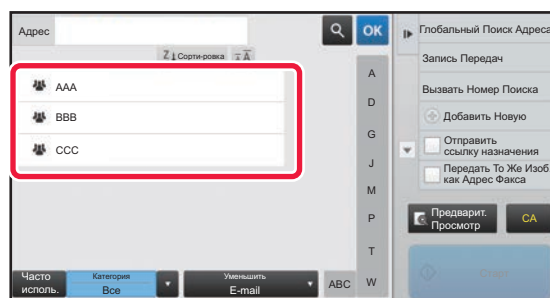 Адрес
OK
Z Сорти-ровка A
AAA
BBB
CCC
A
D
G
J
M
P
T
W
Часто
исполь.
Категория
Все
Уменьшить
E-mail
ABC
Глобальный Поиск Адреса
Запись Передач
Вызвать Номер Поиска
Добавить Новую
Отправить
ссылку назначения
Передать То Же Изоб.
как Адрес Факса
Предварит.
Просмотр
CA
Старт